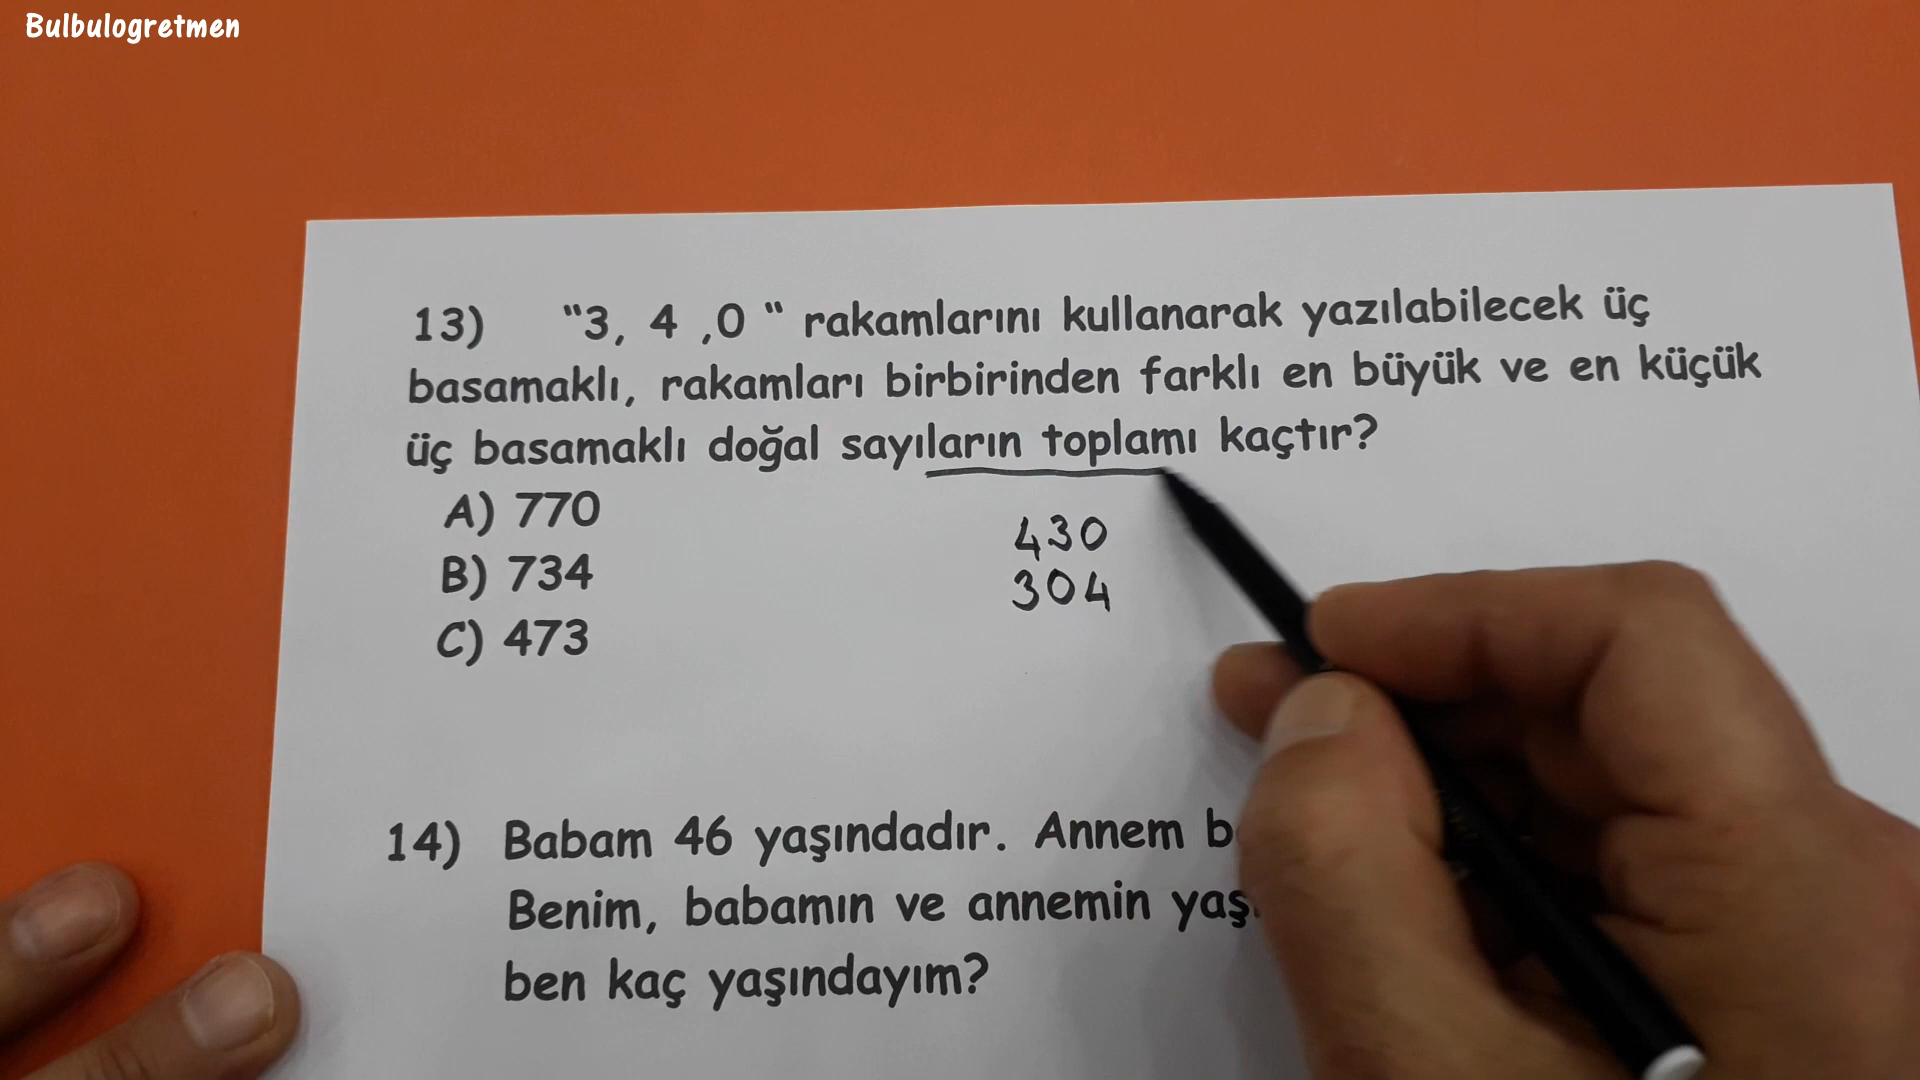 Bulbulogretmen
13) "3, 4 ,0 " rakamlarını kullanarak yazılabilecek üç
basamaklı, rakamları birbirinden farklı en büyük ve en küçük
üç basamaklı doğal sayıların toplamı kaçtır?
A) 770
B) 734
C) 473
430
304
14) Babam 46 yaşındadır. Annem
Benim, babamın ve annemin
ben kaç yaşındayım?